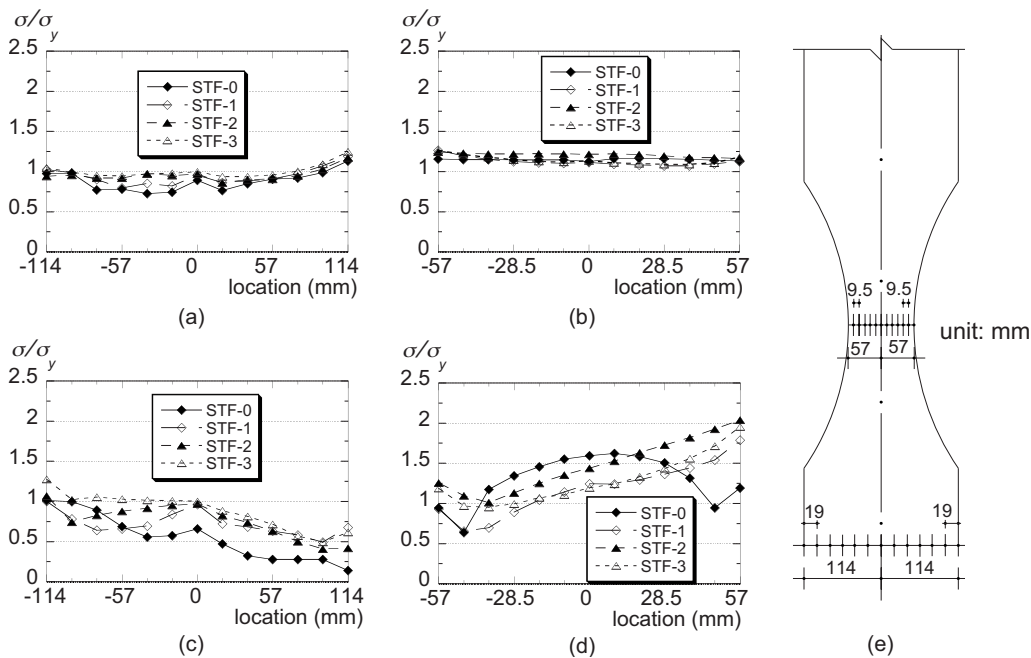 σ/σy
2.5
2
1.5
1
0.5
0
-114 -57 0 57 114
location (mm)
STF-0
STF-1
STF-2
STF-3
(a)
σ/σy
2.5
2
1.5
1
0.5
0
-57 -28.5 0 28.5 57
location (mm)
STF-0
STF-1
STF-2
STF-3
(b)
σ/σy
2.5
2
1.5
1
0.5
0
-114 -57 0 57 114
location (mm)
STF-0
STF-1
STF-2
STF-3
(c)
σ/σy
2.5
2
1.5
1
0.5
0
-57 -28.5 0 28.5 57
location (mm)
STF-0
STF-1
STF-2
STF-3
(d)
9.5 9.5
57 57
unit: mm
19 19
114 114
(e)